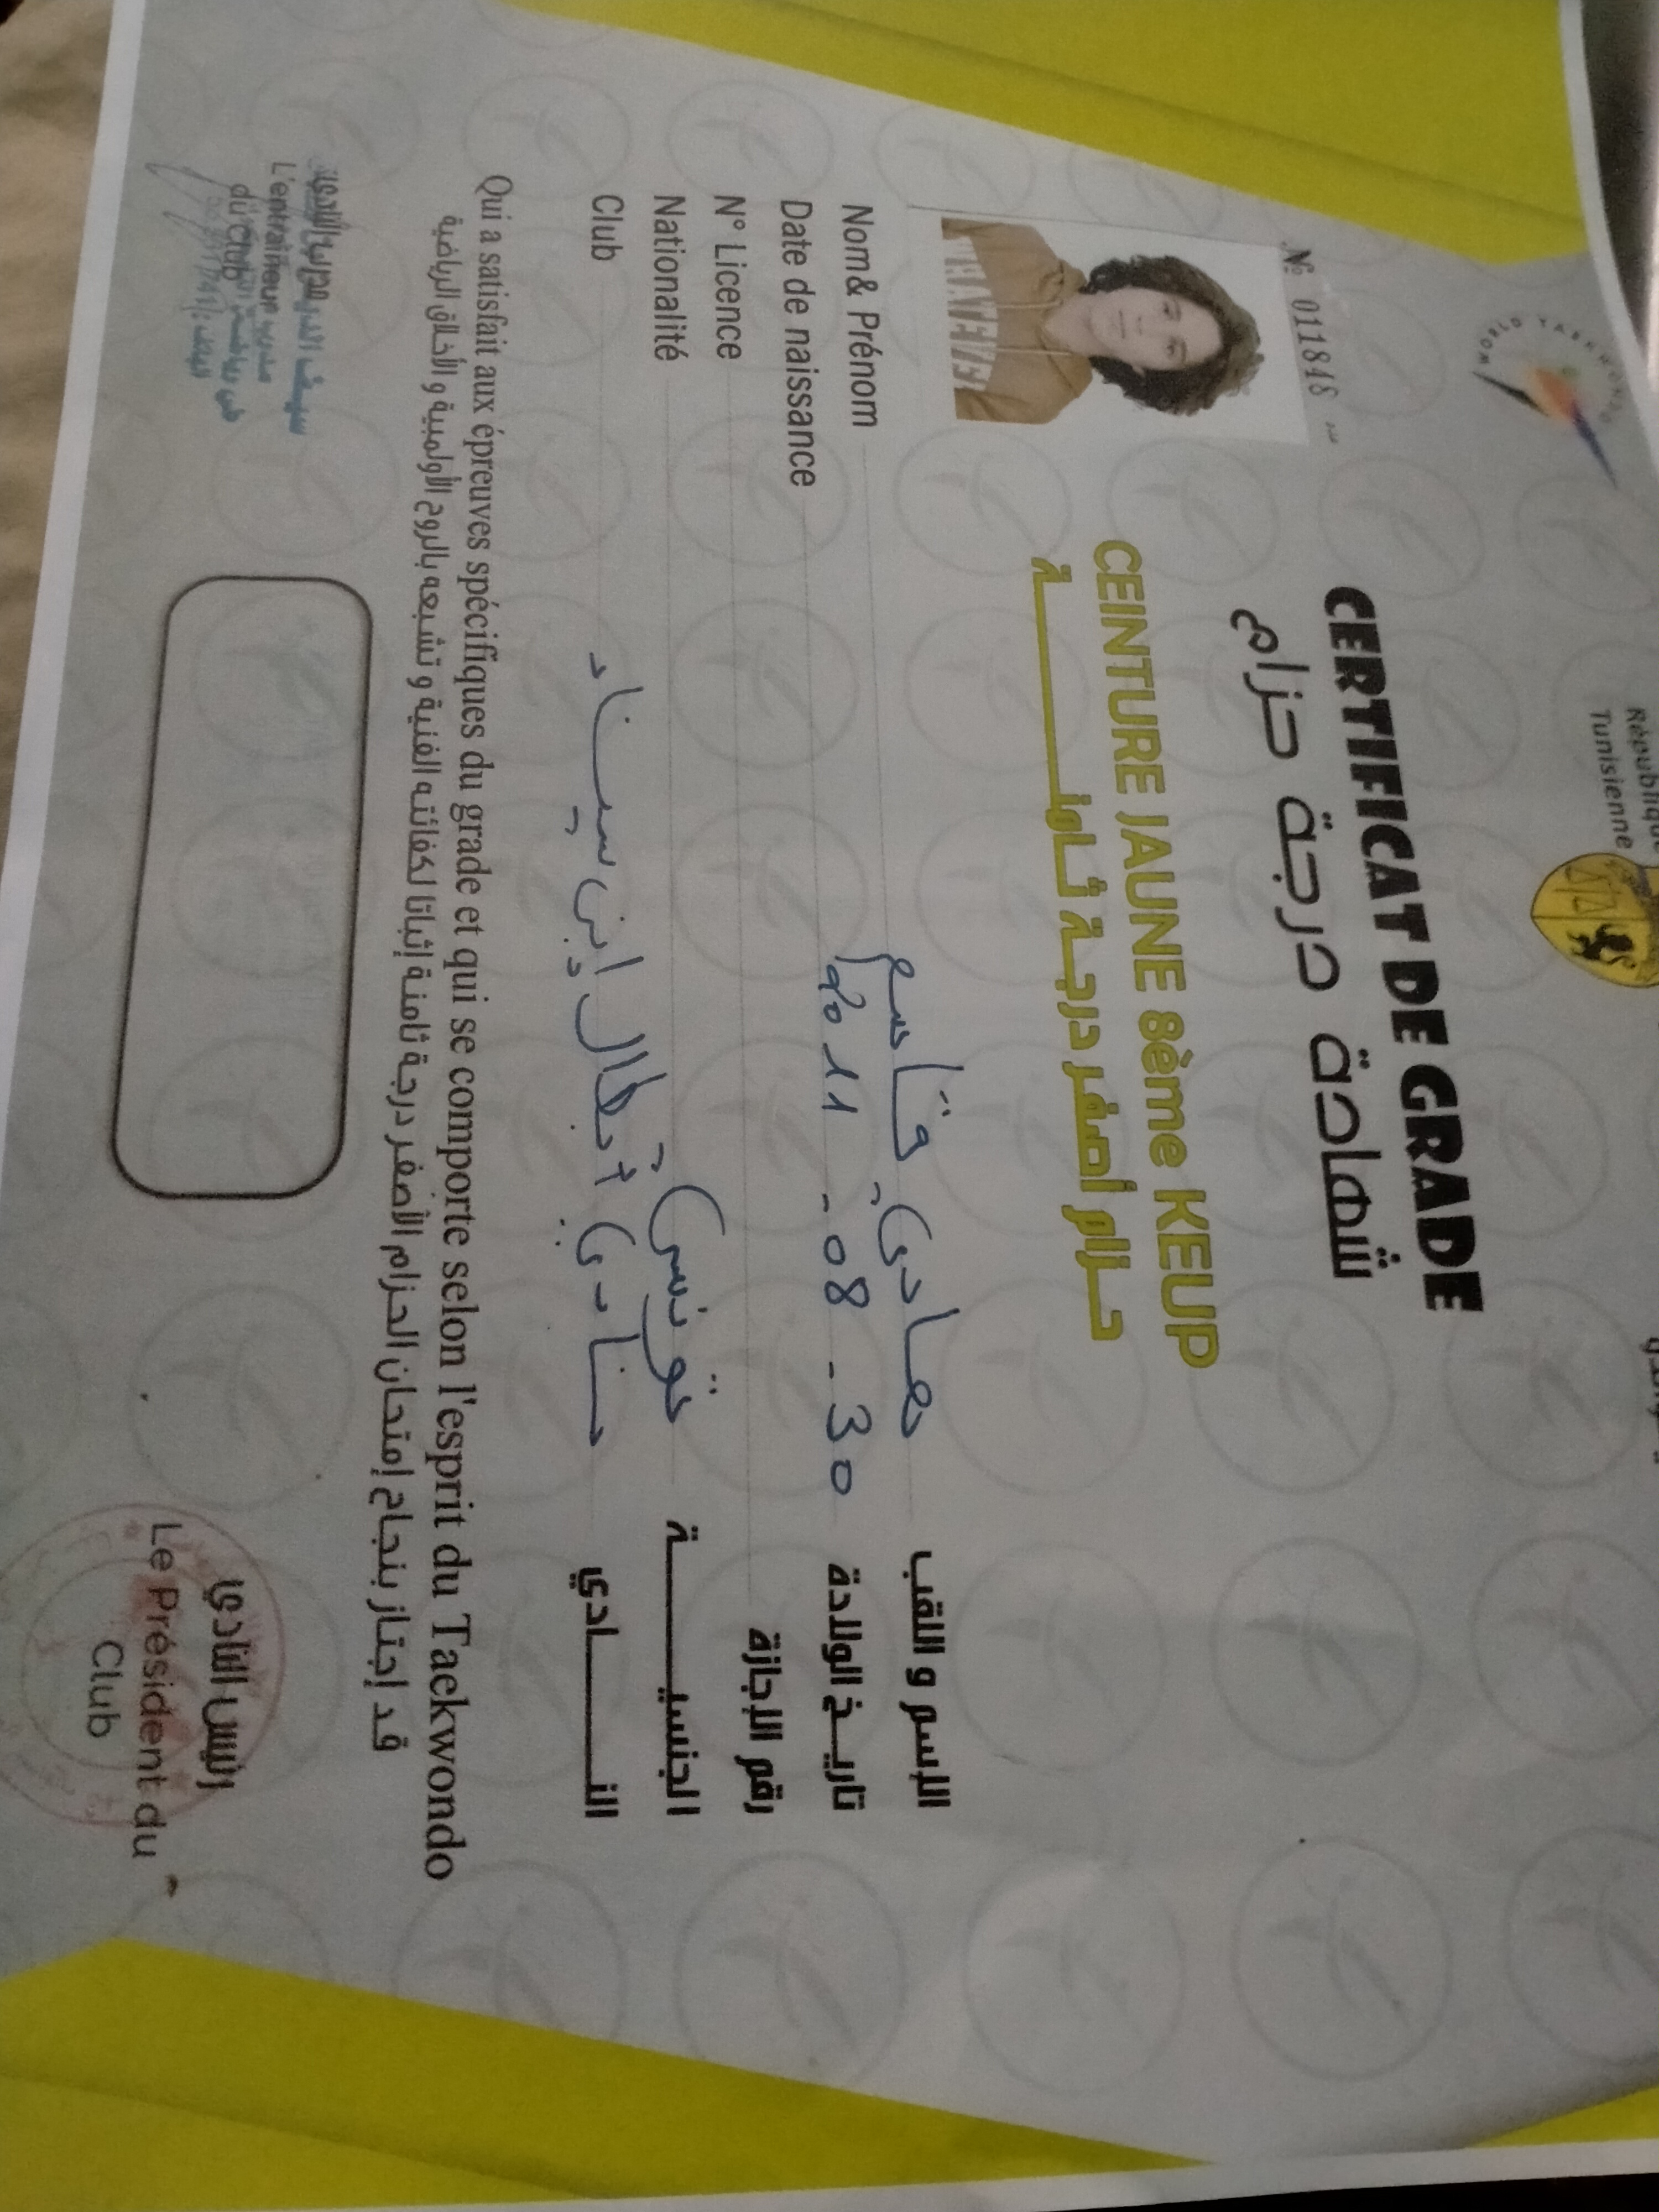 WORLD TAEKWONDO
République
Tunisienne
№ 011848
CERTIFICAT DE GRADE
شهادة درجة حزام
CEINTURE JAUNE 8ème KEUP
حزام أصفر درجة ثامنة
Nom& Prénom هادي قاسم الإسم و اللقب
Date de naissance 30 - 08 - 2011 تاريخ الولادة
N° Licence رقم الإجازة
Nationalité تونسي الجنسية
Club نادي أبطال ابن سيناء النادي
Qui a satisfait aux épreuves spécifiques du grade et qui se comporte selon l'esprit du Taekwondo
قد إجتاز بنجاح إمتحان الحزام الأصفر درجة ثامنة إثباتا لكفائته الفنية و تشبعه بالروح الأولمبية و الأخلاق الرياضية
L'entraîneur
du Club
رئيس النادي
Le Président du
Club